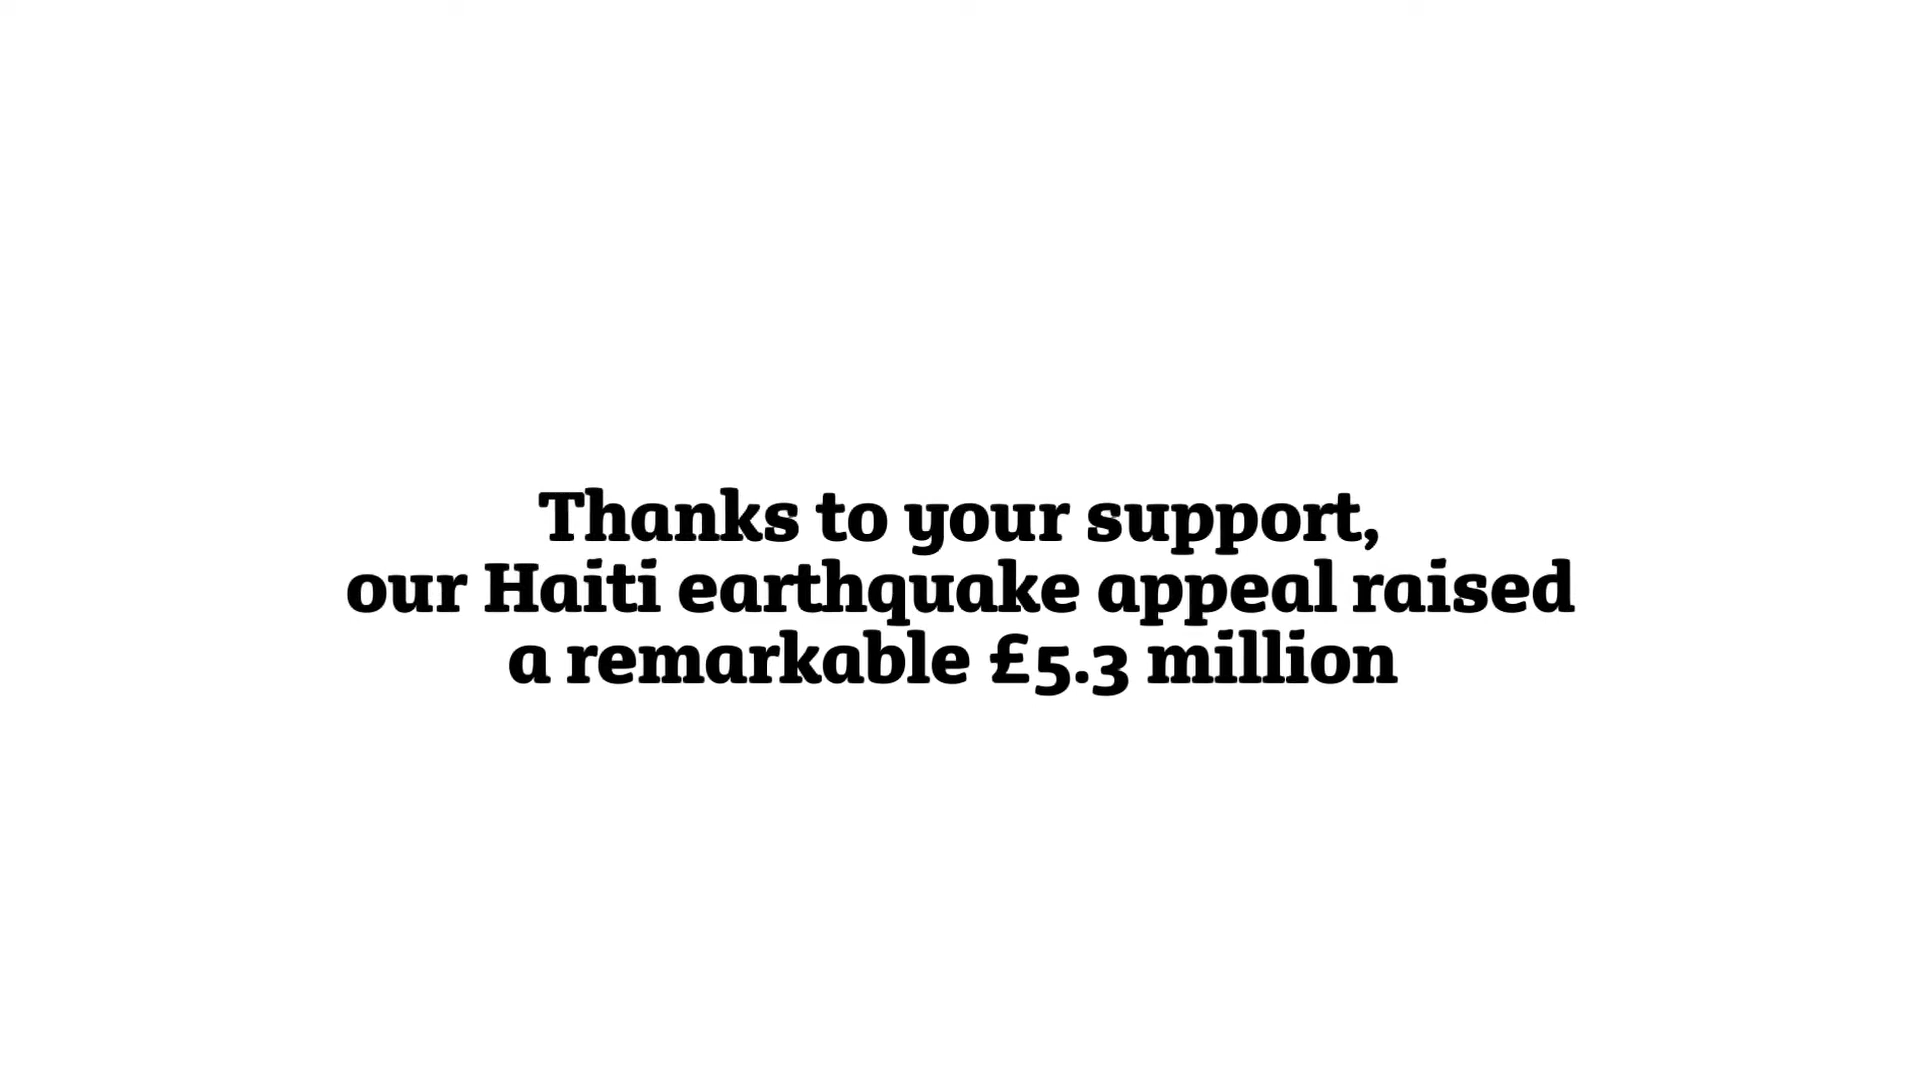 Thanks to your support,
our Haiti earthquake appeal raised
a remarkable £5.3 million